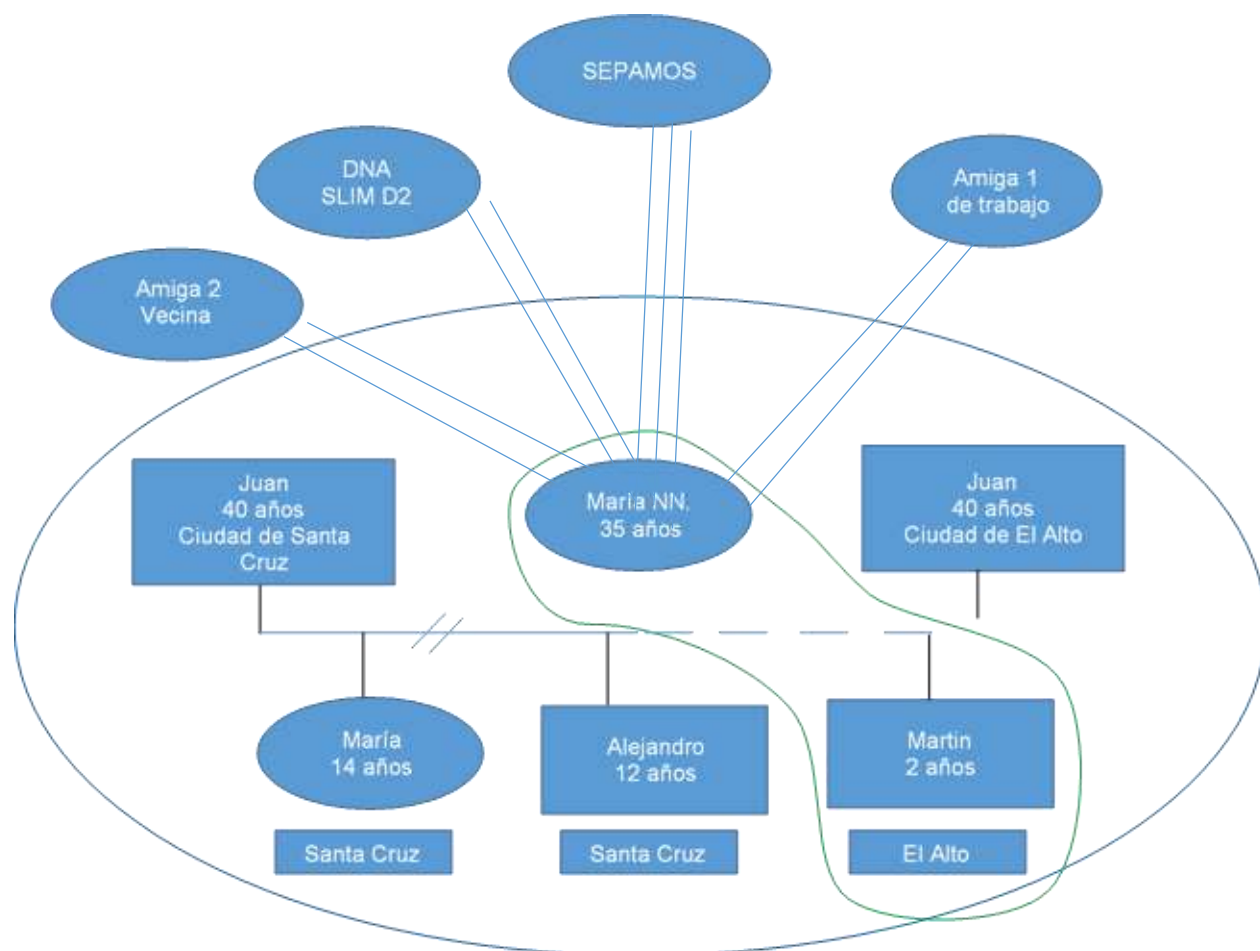 SEPAMOS
DNA
SLIM D2
Amiga 1
de trabajo
Amiga 2
Vecina
Juan
40 años
Ciudad de Santa
Cruz
María NN.
35 años
Juan
40 años
Ciudad de El Alto
María
14 años
Alejandro
12 años
Martin
2 años
Santa Cruz
Santa Cruz
El Alto